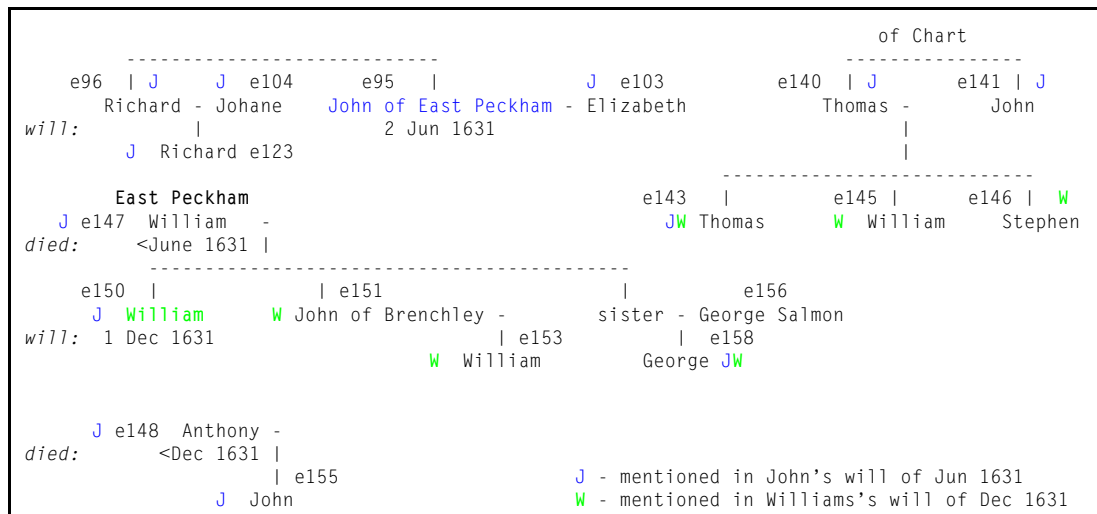 of Chart
----------------------------- ----------------
e96 | J J e104 e95 | J e103 e140 | J e141 | J
Richard - Johane John of East Peckham - Elizabeth Thomas - John
will: | 2 Jun 1631 |
J Richard e123 |
----------------------------
East Peckham e143 | e145 | e146 | W
J e147 William - JW Thomas W William Stephen
died: <June 1631 |
--------------------------------------------
e150 | | e151 | e156
J William W John of Brenchley - sister - George Salmon
will: 1 Dec 1631 | e153 | e158
W William George JW
J e148 Anthony -
died: <Dec 1631 |
| e155 J - mentioned in John's will of Jun 1631
J John W - mentioned in Williams's will of Dec 1631